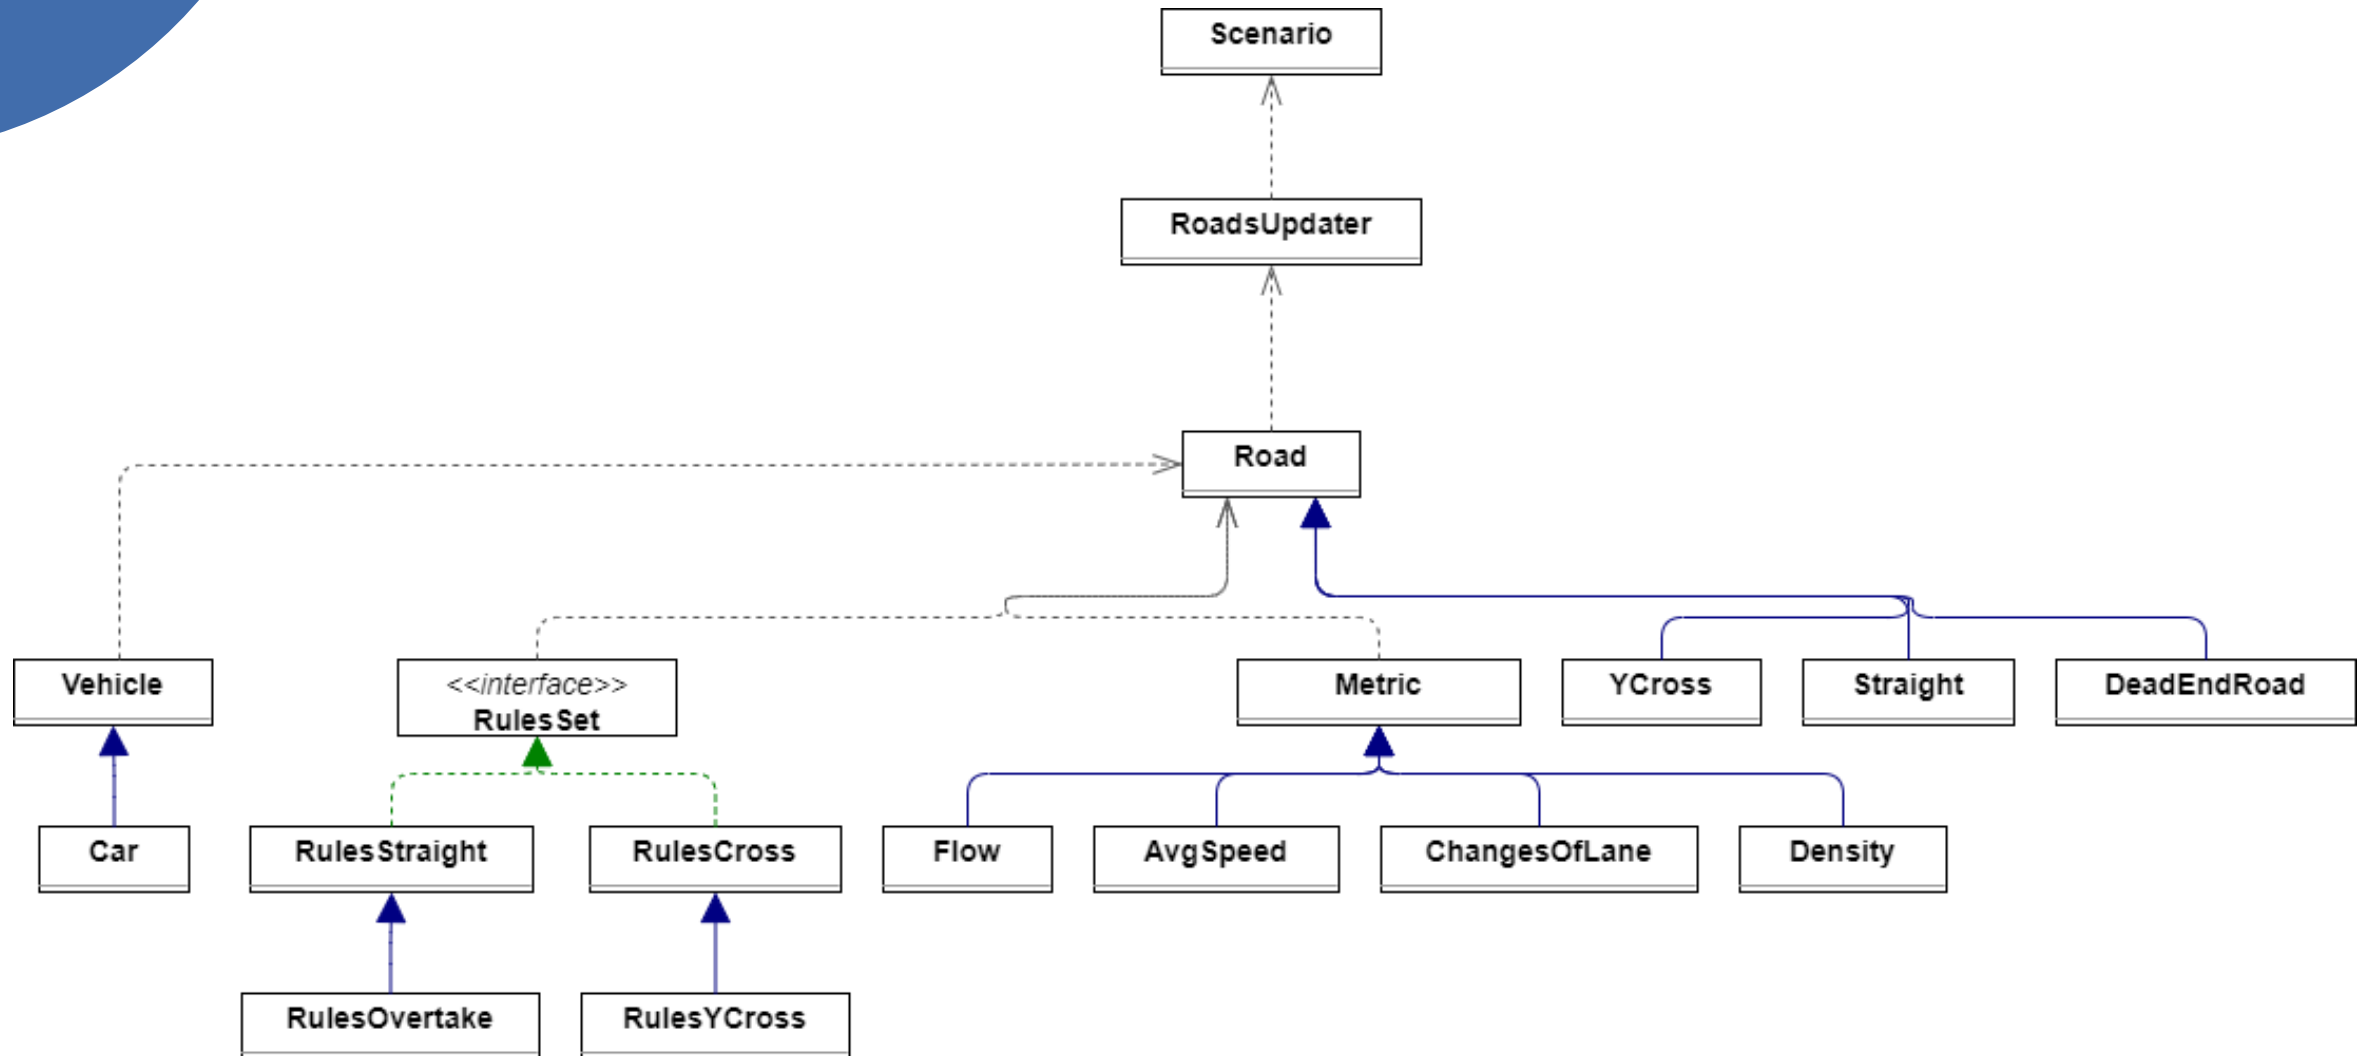 Scenario
RoadsUpdater
Road
Vehicle
<<interface>>
RulesSet
Metric
YCross
Straight
DeadEndRoad
Car
RulesStraight
RulesCross
Flow
AvgSpeed
ChangesOfLane
Density
RulesOvertake
RulesYCross